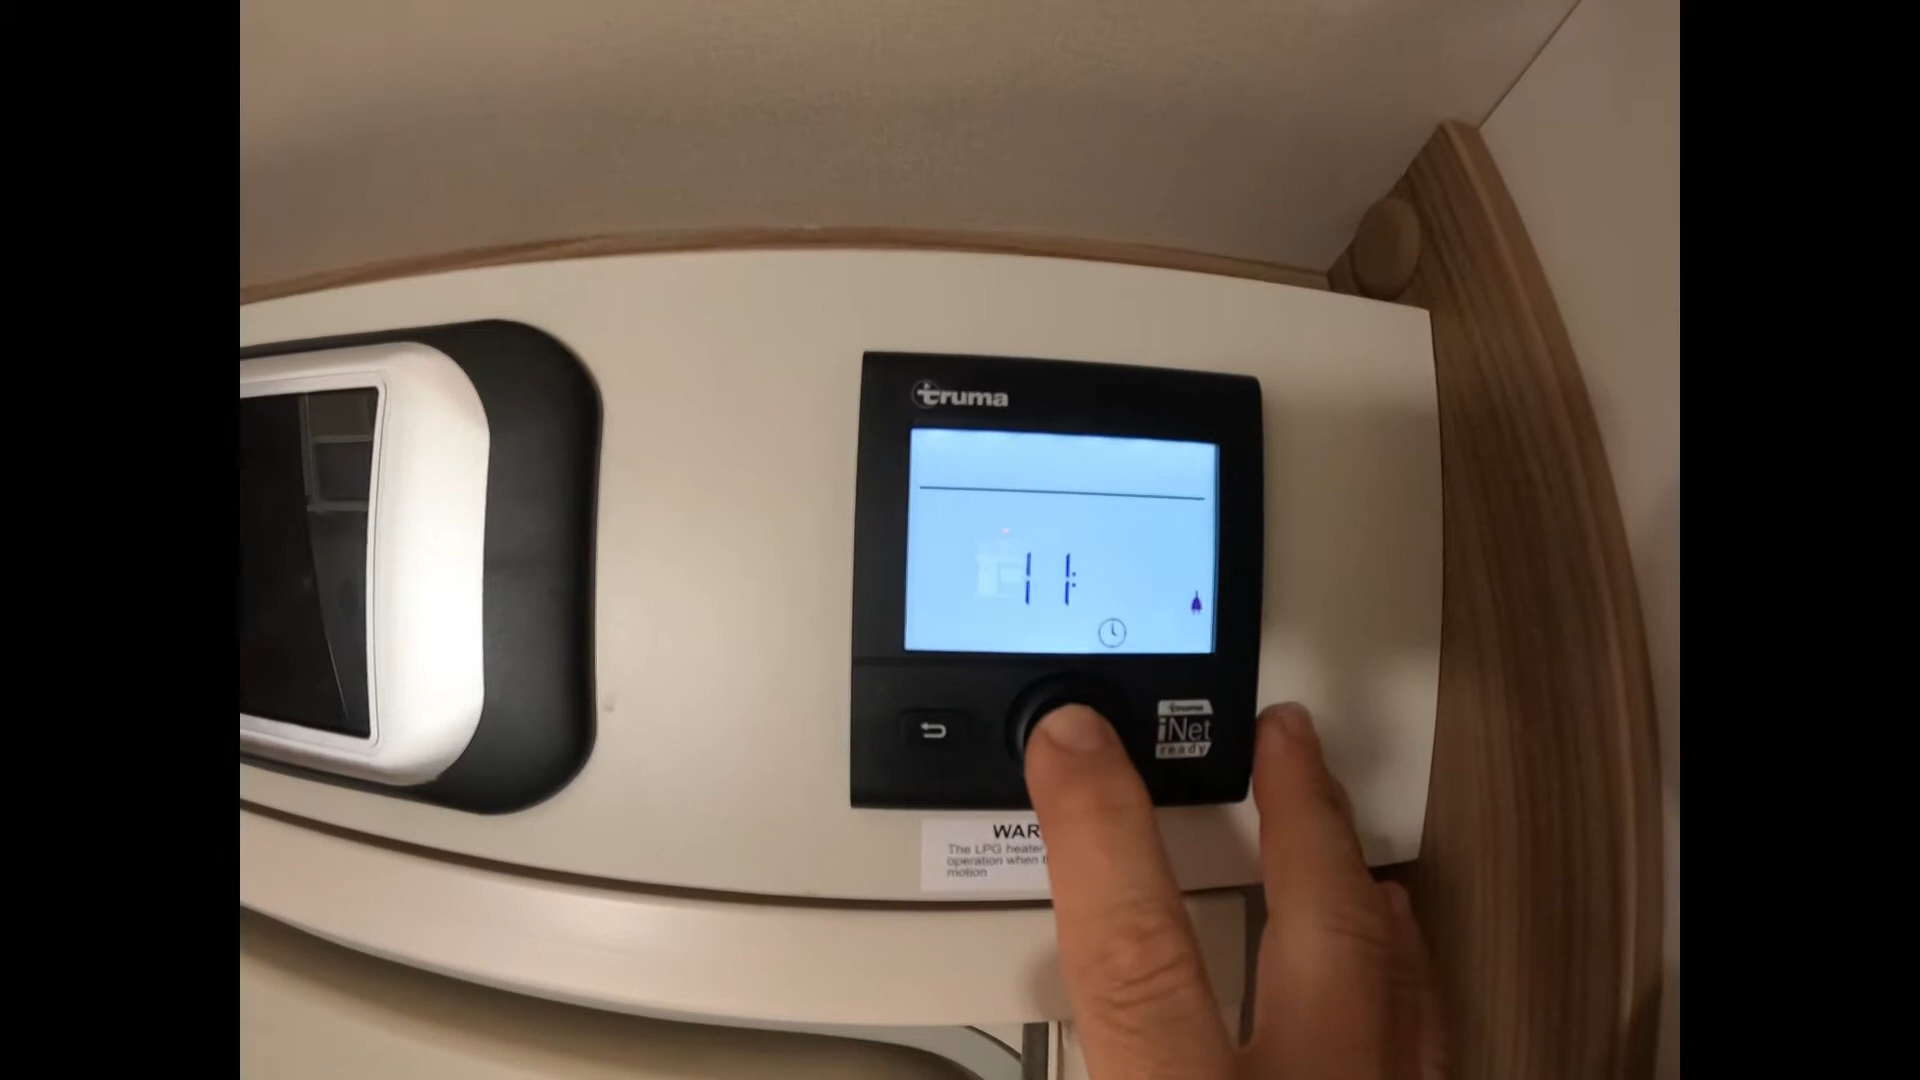 truma
11:
truma
iNet
ready
WAR
The LPG heater
operation when t
motion